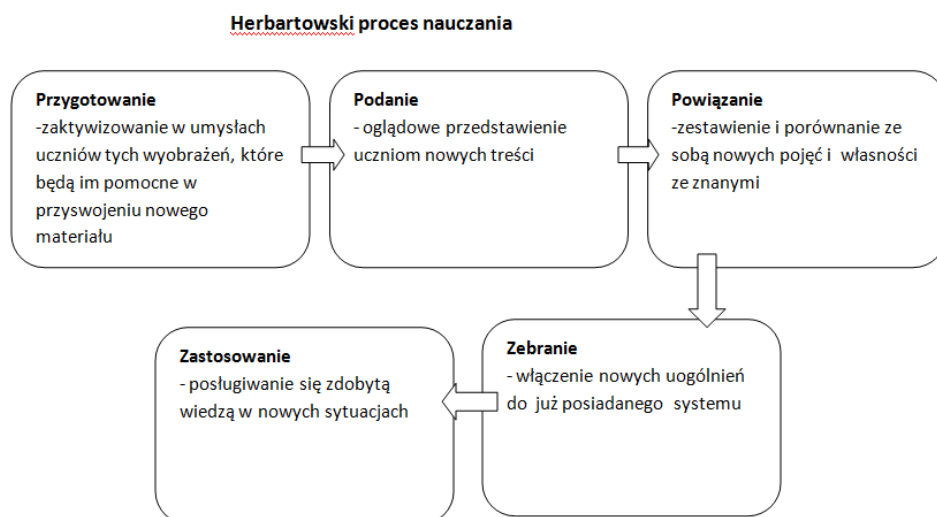 Herbartowski proces nauczania
Przygotowanie
-zaktywizowanie w umysłach
uczniów tych wyobrażeń, które
będą im pomocne w
przyswojeniu nowego
materiału
Podanie
- oglądowe przedstawienie
uczniom nowych treści
Powiązanie
-zestawienie i porównanie ze
sobą nowych pojęć i własności
ze znanymi
Zebranie
- włączenie nowych uogólnień
do już posiadanego systemu
Zastosowanie
- posługiwanie się zdobytą
wiedzą w nowych sytuacjach